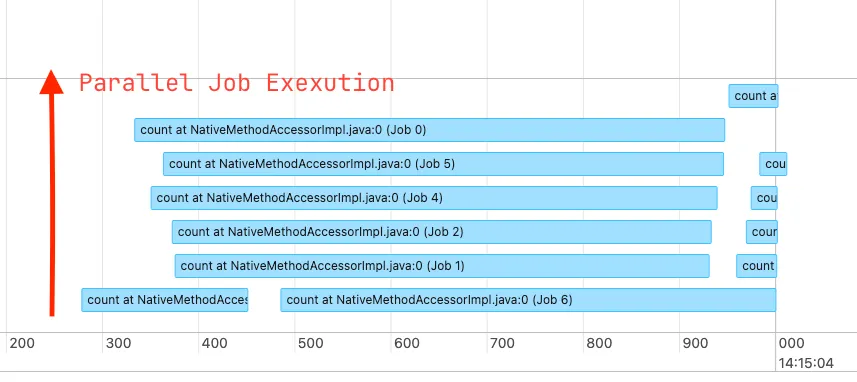 Parallel Job Exexution
count a
count at NativeMethodAccessorImpl.java:0 (Job 0)
count at NativeMethodAccessorImpl.java:0 (Job 5)
cou
count at NativeMethodAccessorImpl.java:0 (Job 4)
cou
count at NativeMethodAccessorImpl.java:0 (Job 2)
cour
count at NativeMethodAccessorImpl.java:0 (Job 1)
count
count at NativeMethodAcces
count at NativeMethodAccessorImpl.java:0 (Job 6)
200 300 400 500 600 700 800 900 000
14:15:04